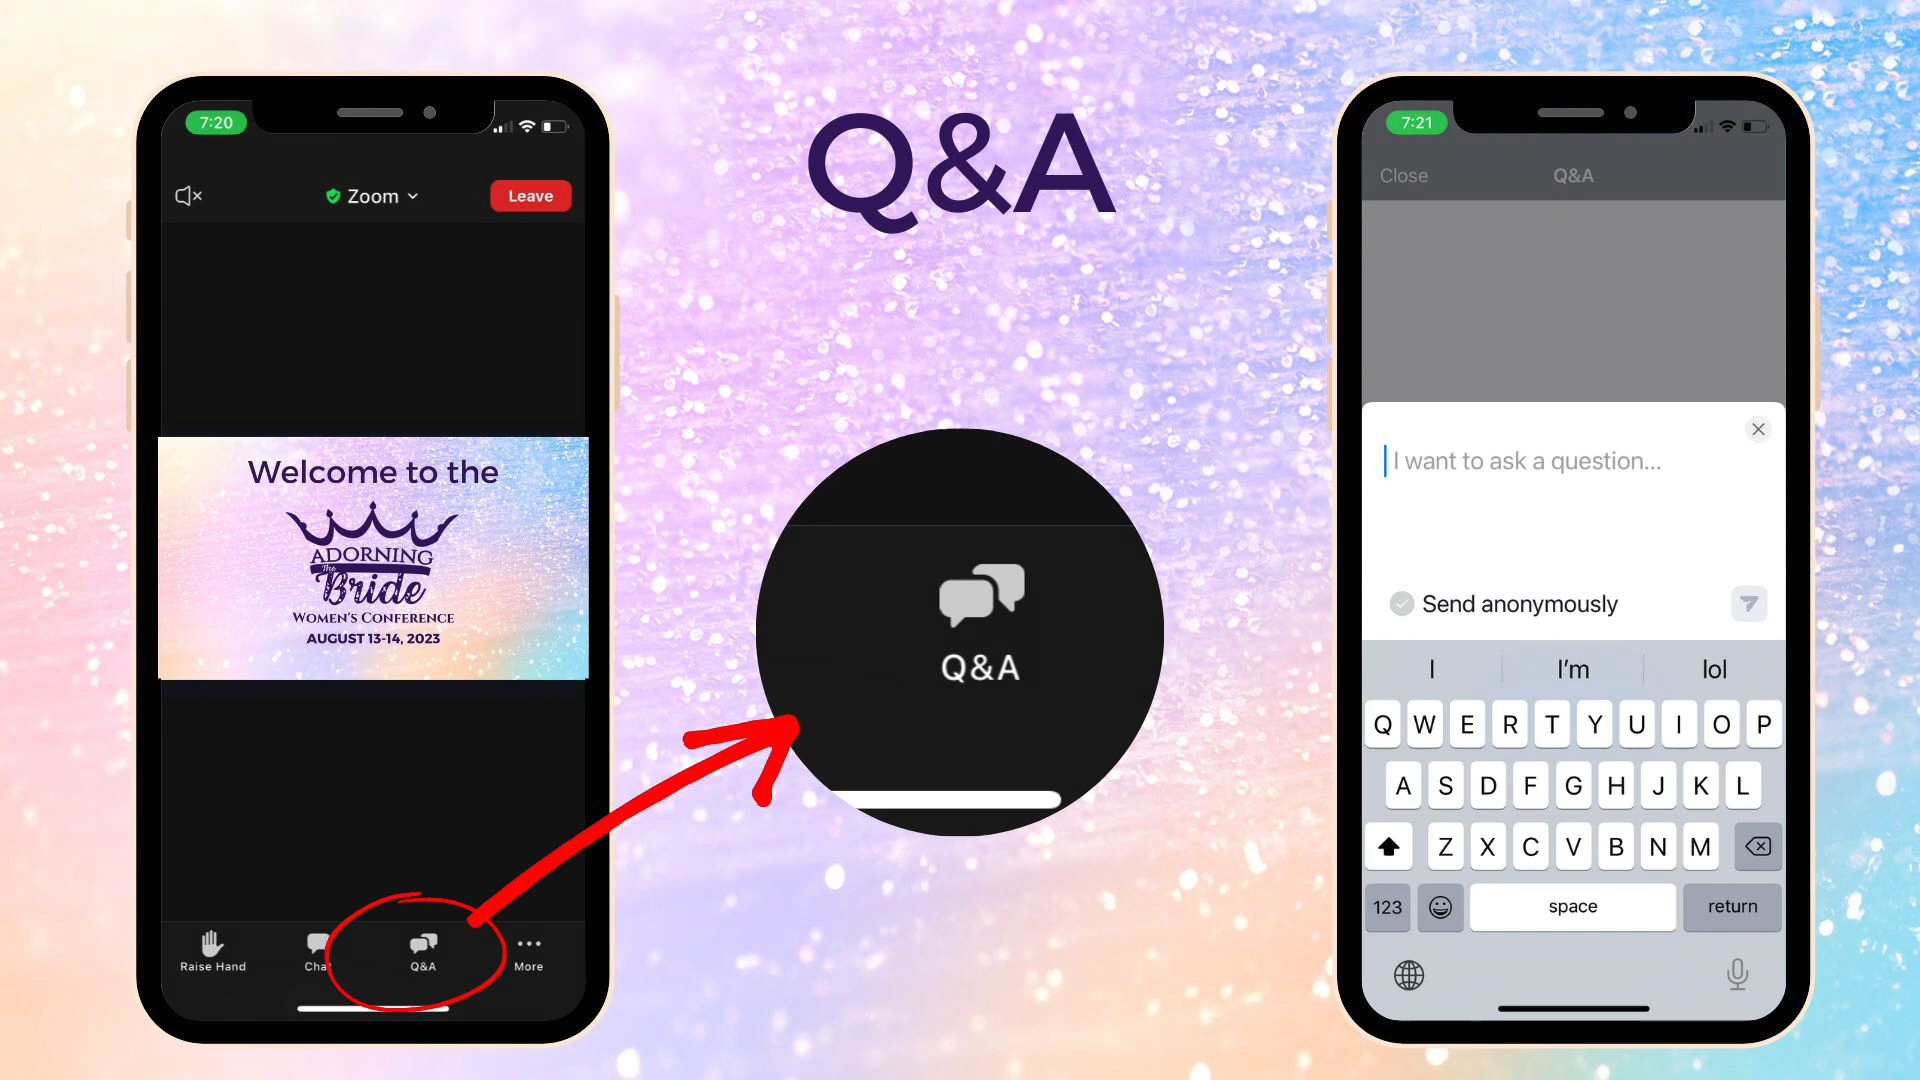 Q&A
7:20
Zoom
Leave
Welcome to the
ADORNING
The
Bride
WOMEN'S CONFERENCE
AUGUST 13-14, 2023
Raise Hand
Chat
Q&A
More
Q&A
7:21
Close
Q&A
I want to ask a question...
Send anonymously
I I'm lol
Q W E R T Y U I O P
A S D F G H J K L
Z X C V B N M
123 space return